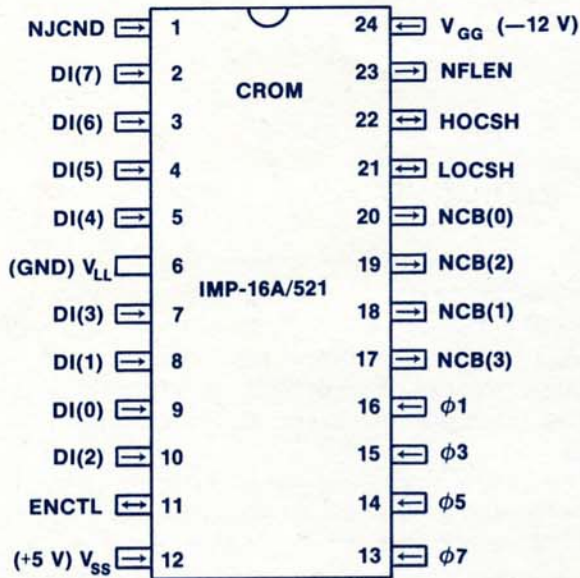 NJCND 1 24 V_GG (—12 V)
DI(7) 2 23 NFLEN
CROM
DI(6) 3 22 HOCSH
DI(5) 4 21 LOCSH
DI(4) 5 20 NCB(0)
(GND) V_LL 6 19 NCB(2)
IMP-16A/521
DI(3) 7 18 NCB(1)
DI(1) 8 17 NCB(3)
DI(0) 9 16 ϕ1
DI(2) 10 15 ϕ3
ENCTL 11 14 ϕ5
(+5 V) V_SS 12 13 ϕ7